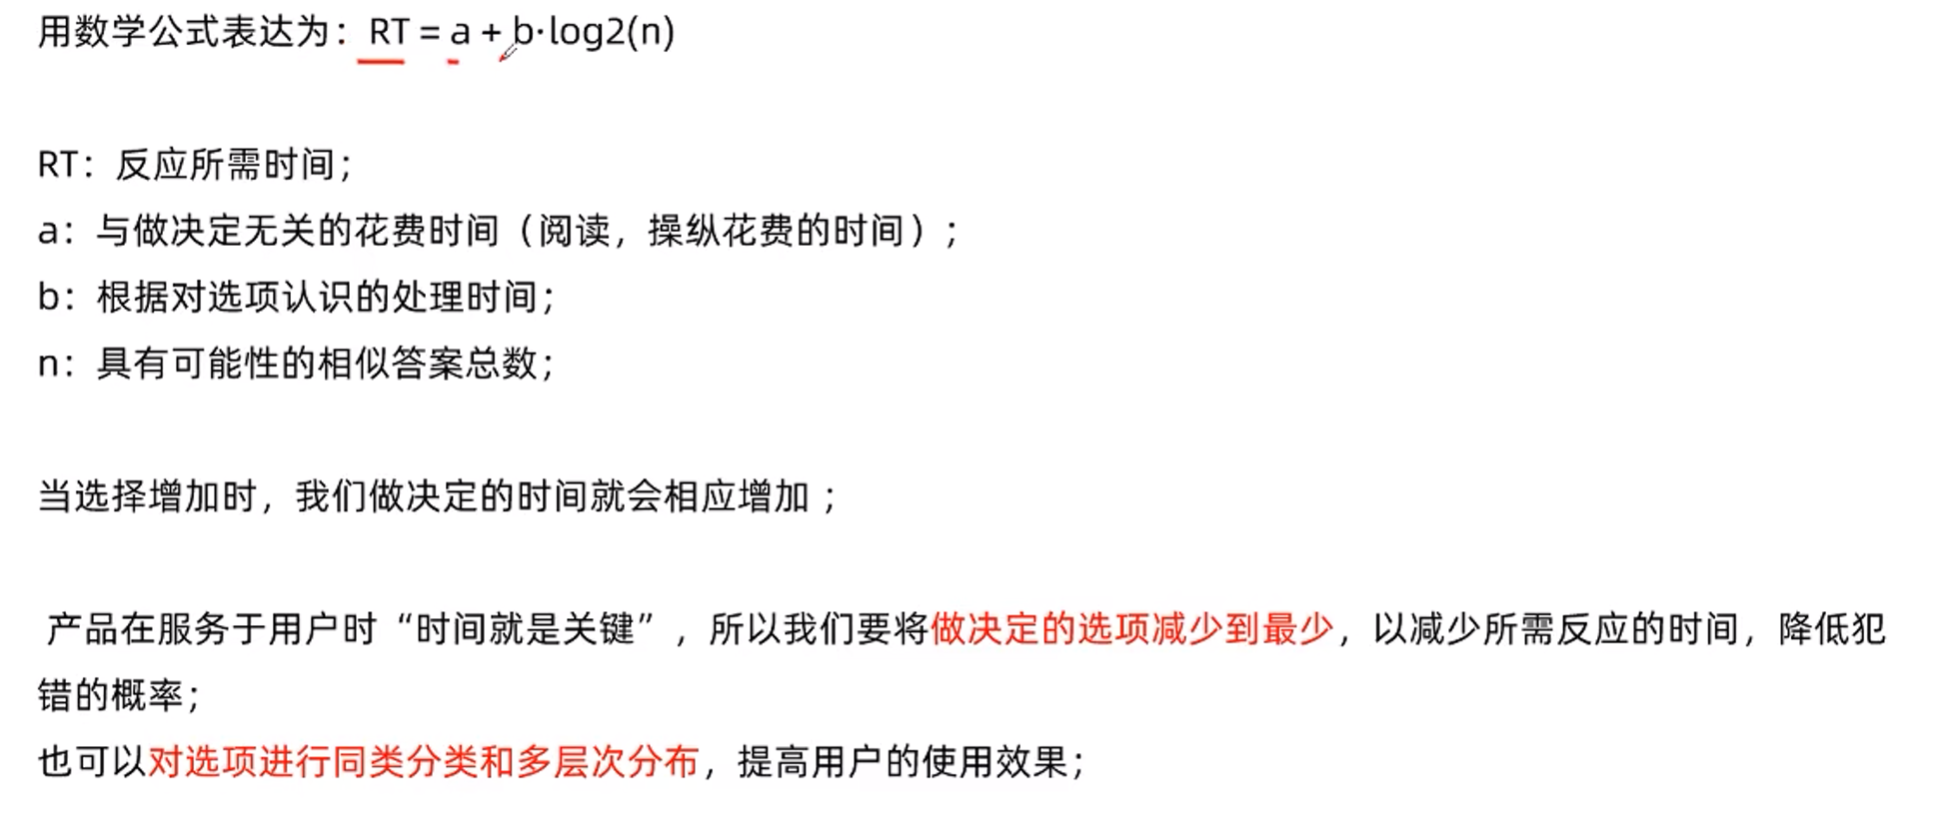 用数学公式表达为：RT = a + b·log2(n)
RT：反应所需时间；
a：与做决定无关的花费时间（阅读，操纵花费的时间）；
b：根据对选项认识的处理时间；
n：具有可能性的相似答案总数；
当选择增加时，我们做决定的时间就会相应增加；
产品在服务于用户时“时间就是关键”，所以我们要将做决定的选项减少到最少，以减少所需反应的时间，降低犯
错的概率；
也可以对选项进行同类分类和多层次分布，提高用户的使用效果；